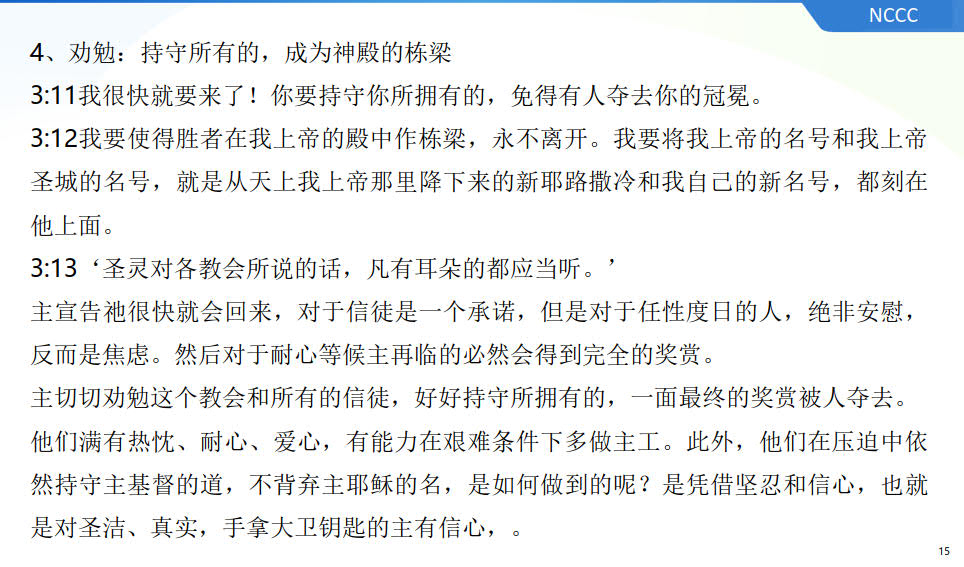 NCCC
4、劝勉：持守所有的，成为神殿的栋梁
3:11我很快就要来了！你要持守你所拥有的，免得有人夺去你的冠冕。
3:12我要使得胜者在我上帝的殿中作栋梁，永不离开。我要将我上帝的名号和我上帝
圣城的名号，就是从天上我上帝那里降下来的新耶路撒冷和我自己的新名号，都刻在
他上面。
3:13‘圣灵对各教会所说的话，凡有耳朵的都应当听。’
主宣告祂很快就会回来，对于信徒是一个承诺，但是对于任性度日的人，绝非安慰，
反而是焦虑。然后对于耐心等候主再临的必然会得到完全的奖赏。
主切切劝勉这个教会和所有的信徒，好好持守所拥有的，一面最终的奖赏被人夺去。
他们满有热忱、耐心、爱心，有能力在艰难条件下多做主工。此外，他们在压迫中依
然持守主基督的道，不背弃主耶稣的名，是如何做到的呢？是凭借坚忍和信心，也就
是对圣洁、真实，手拿大卫钥匙的主有信心，。
15